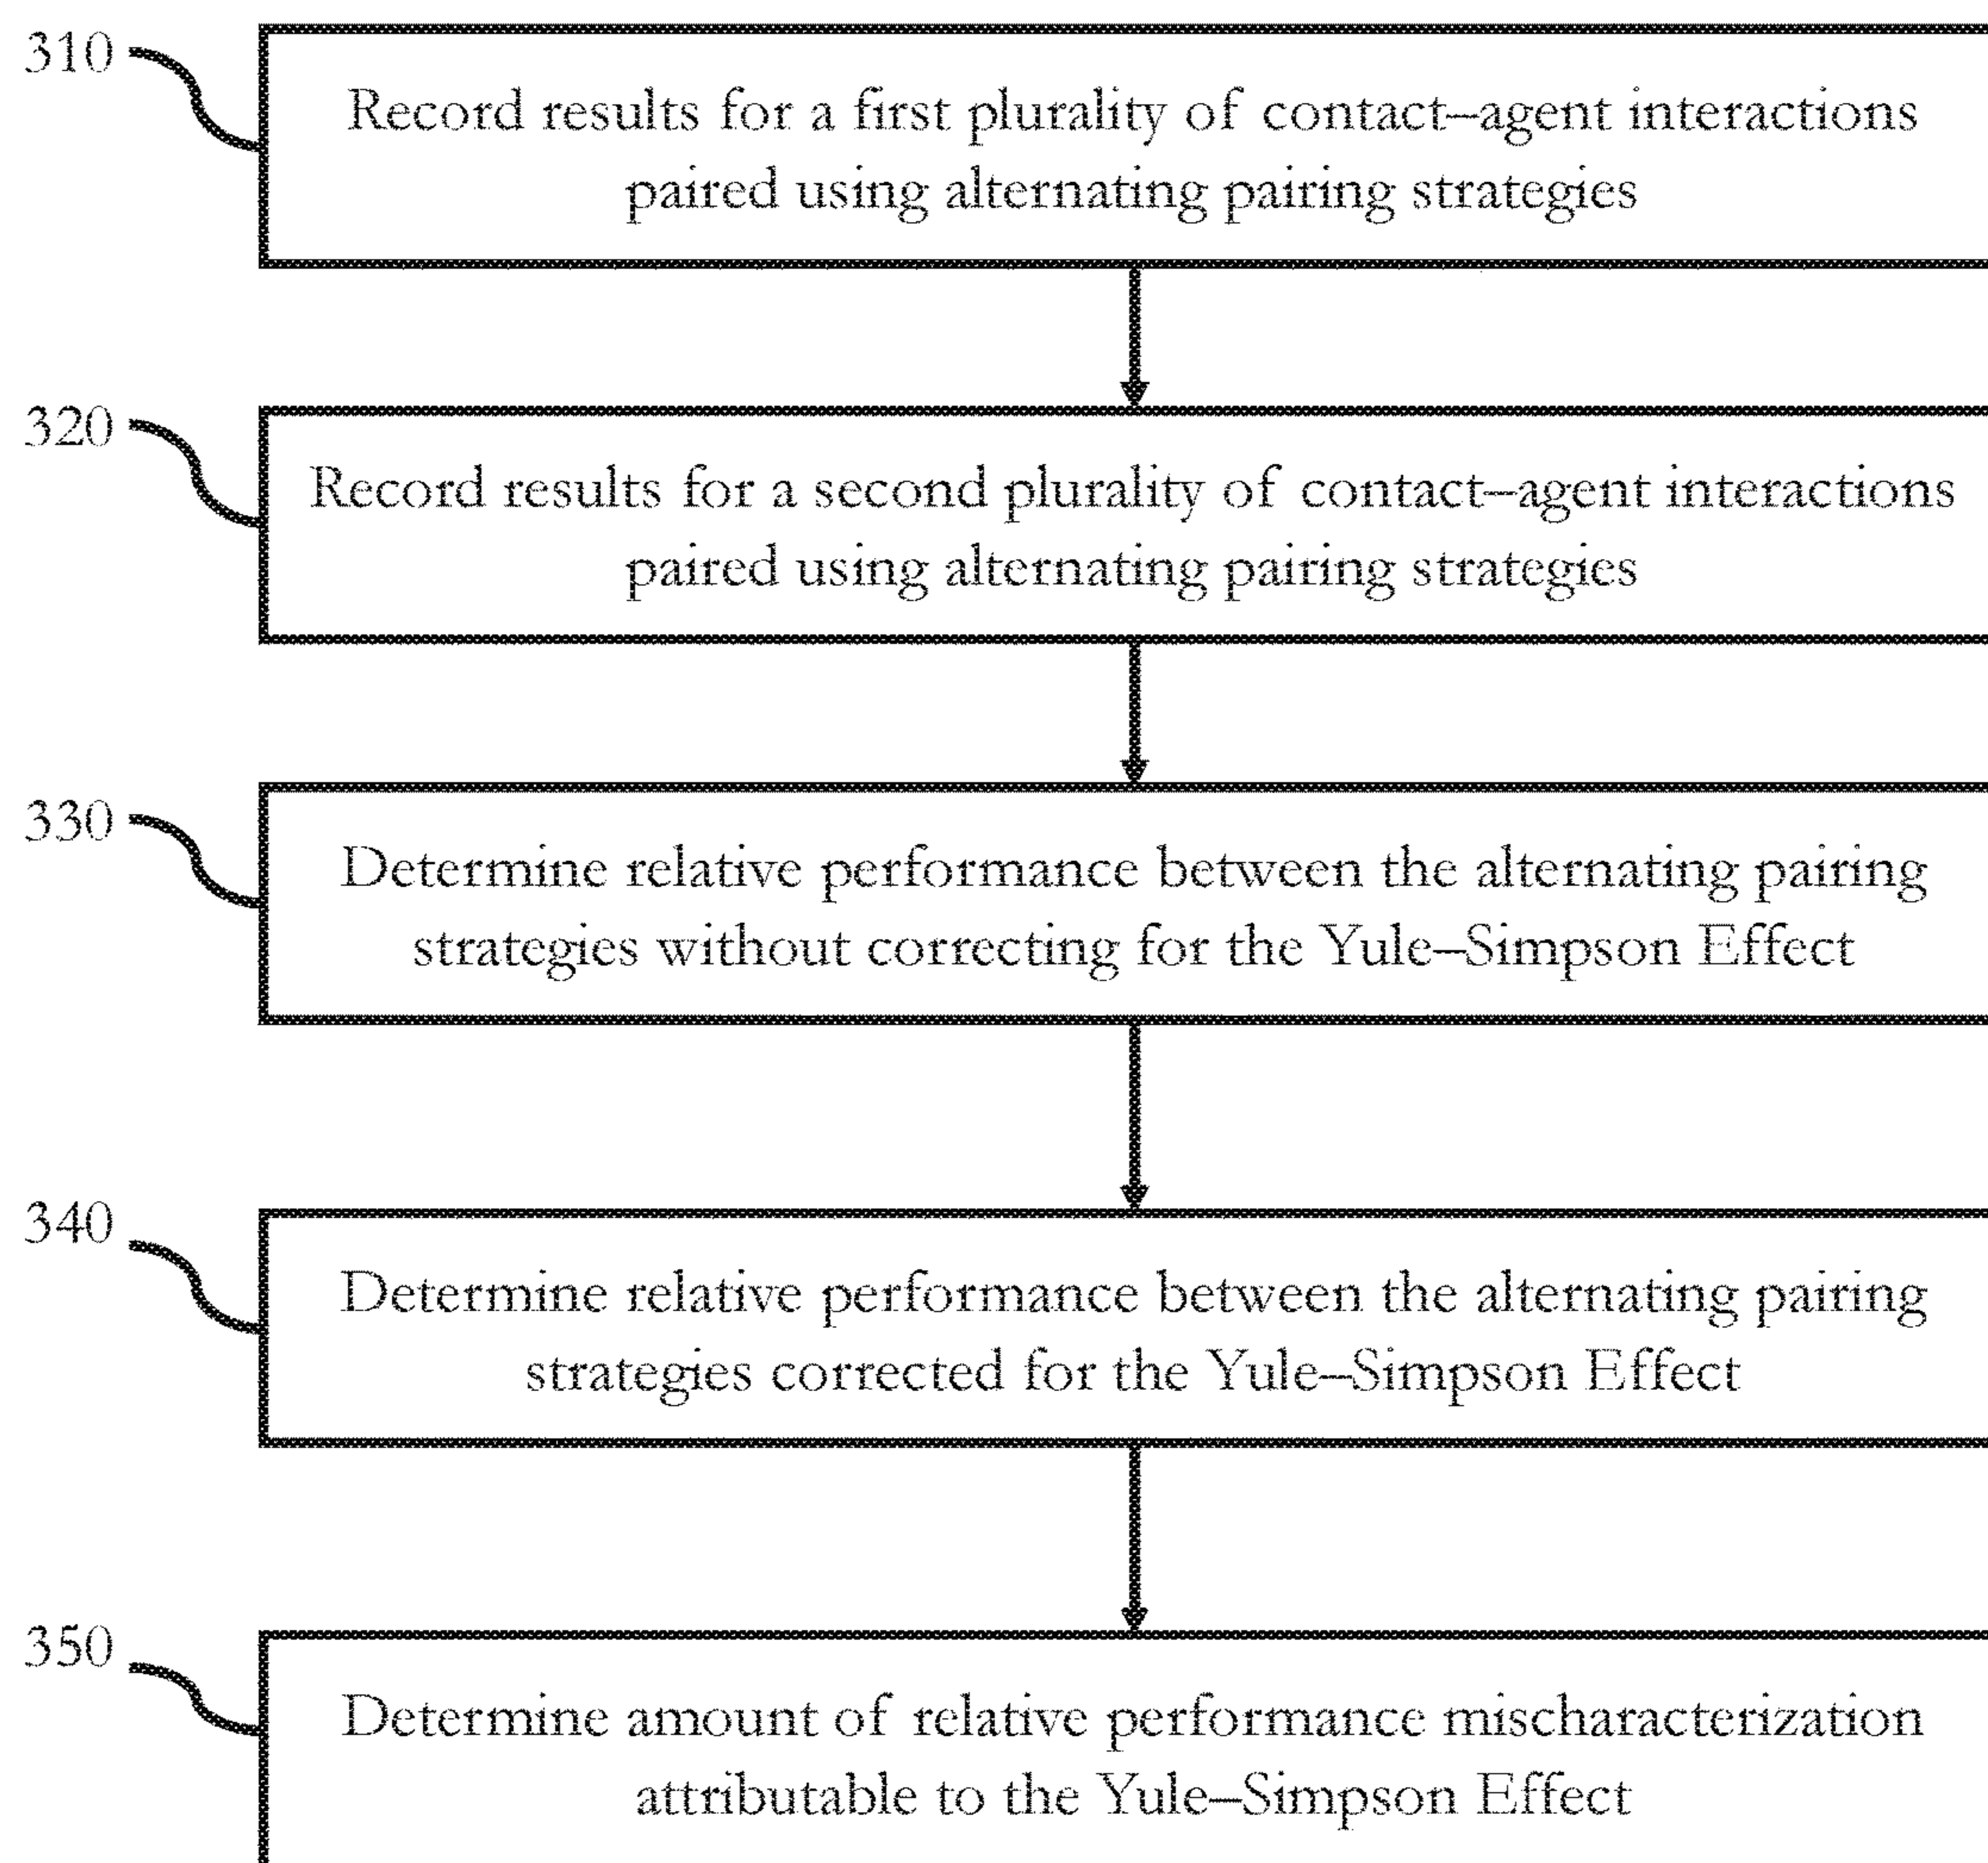 310
Record results for a first plurality of contact–agent interactions
paired using alternating pairing strategies
320
Record results for a second plurality of contact–agent interactions
paired using alternating pairing strategies
330
Determine relative performance between the alternating pairing
strategies without correcting for the Yule–Simpson Effect
340
Determine relative performance between the alternating pairing
strategies corrected for the Yule–Simpson Effect
350
Determine amount of relative performance mischaracterization
attributable to the Yule–Simpson Effect